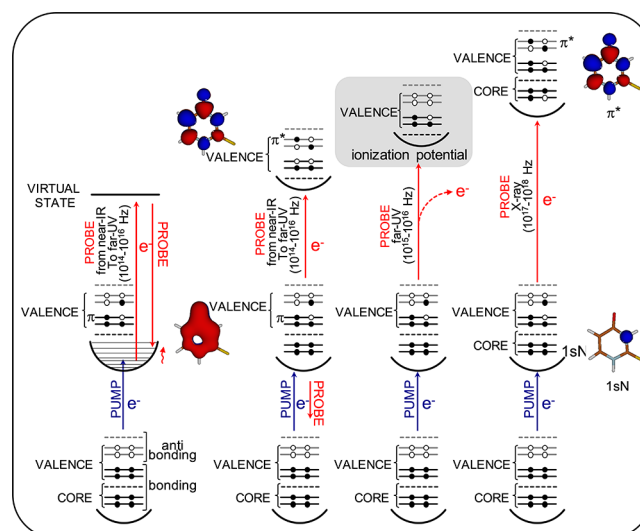 VALENCE
π*
CORE
π*
VALENCE
ionization potential
π*
VALENCE
VIRTUAL
STATE
PROBE
from near-IR
To far-UV
(10¹⁴-10¹⁶ Hz)
e-
PROBE
PROBE
from near-IR
To far-UV
(10¹⁴-10¹⁶ Hz)
e-
PROBE
far-UV
(10¹⁵-10¹⁶ Hz)
e-
PROBE
X-ray
(10¹⁷-10¹⁸ Hz)
e-
VALENCE
π
VALENCE
π
VALENCE
VALENCE
CORE
1sN
1sN
PUMP
e-
PUMP
e-
PROBE
PUMP
e-
PUMP
e-
anti
bonding
VALENCE
bonding
CORE
VALENCE
CORE
VALENCE
CORE
VALENCE
CORE